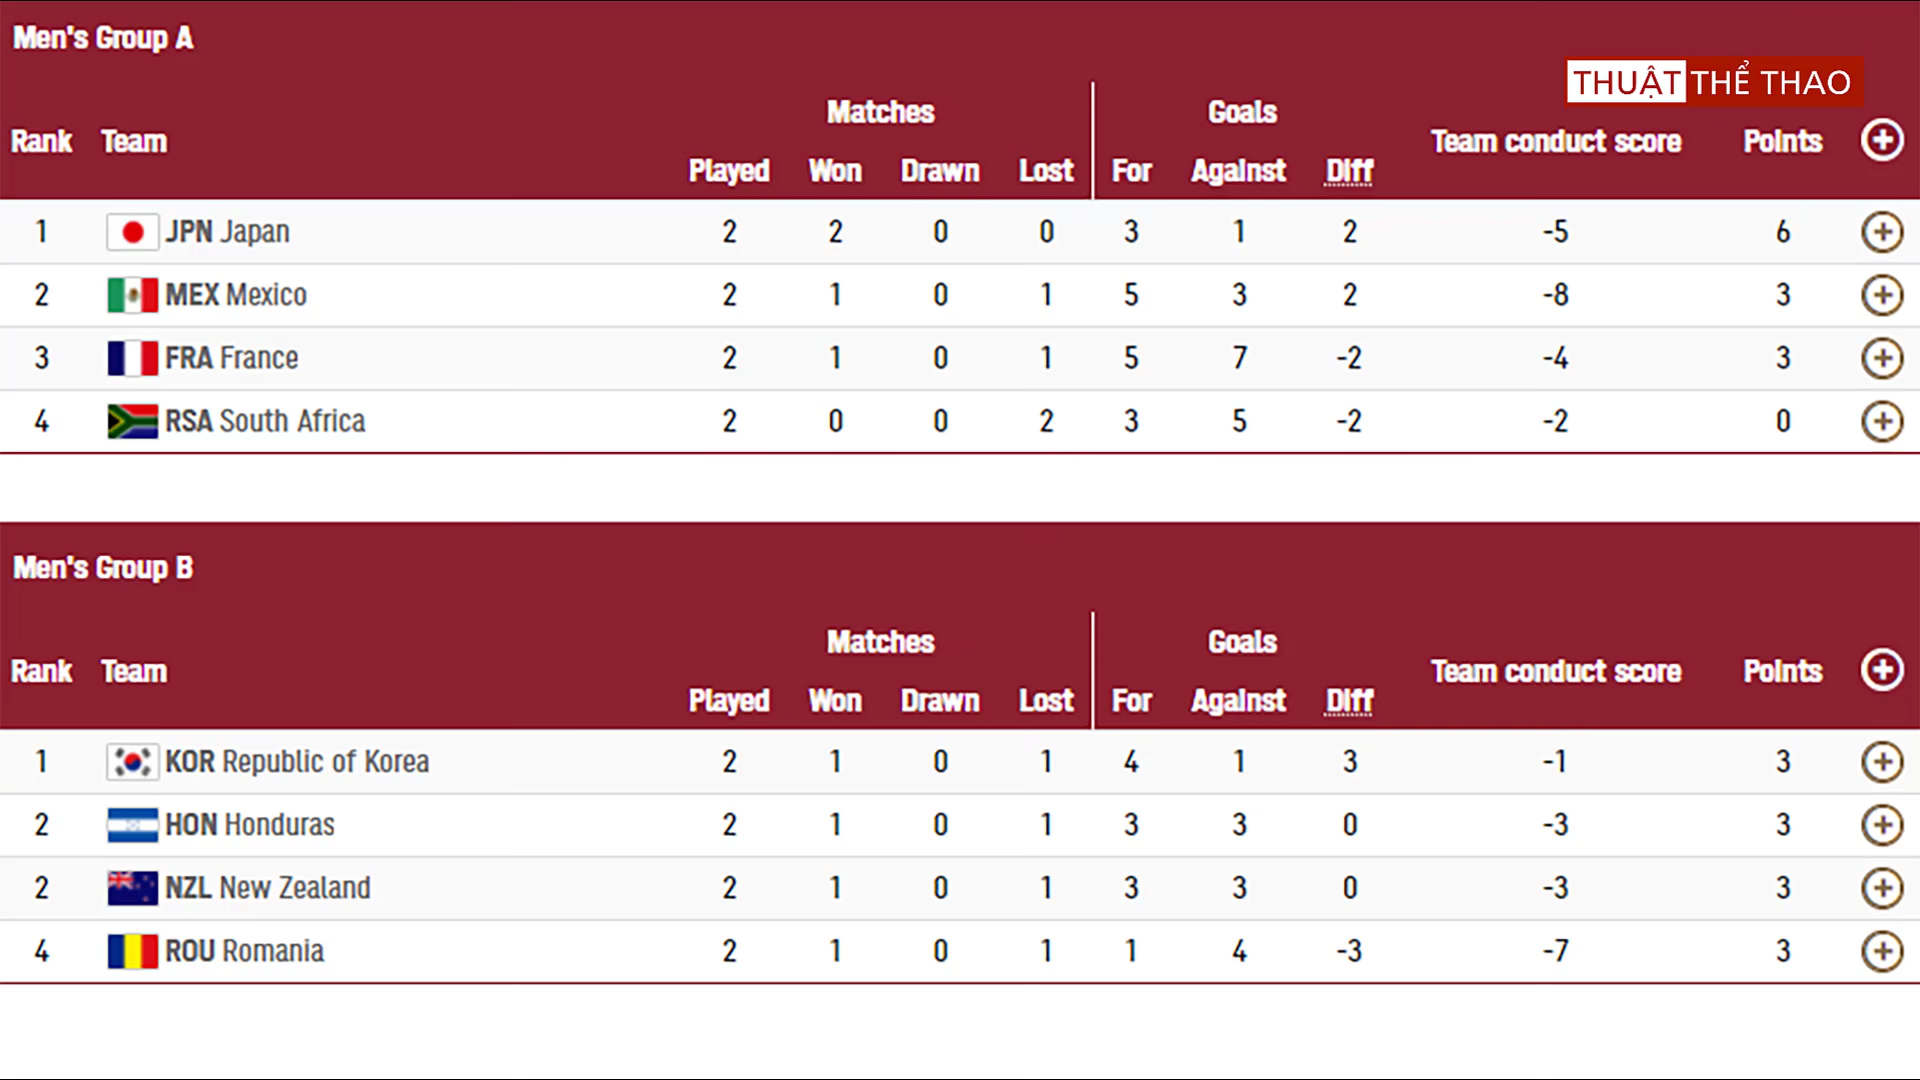 Men's Group A
THUẬT THỂ THAO
Matches Goals
Rank Team Team conduct score Points
Played Won Drawn Lost For Against Diff
1 JPN Japan 2 2 0 0 3 1 2 -5 6
2 MEX Mexico 2 1 0 1 5 3 2 -8 3
3 FRA France 2 1 0 1 5 7 -2 -4 3
4 RSA South Africa 2 0 0 2 3 5 -2 -2 0
Men's Group B
Matches Goals
Rank Team Team conduct score Points
Played Won Drawn Lost For Against Diff
1 KOR Republic of Korea 2 1 0 1 4 1 3 -1 3
2 HON Honduras 2 1 0 1 3 3 0 -3 3
2 NZL New Zealand 2 1 0 1 3 3 0 -3 3
4 ROU Romania 2 1 0 1 1 4 -3 -7 3